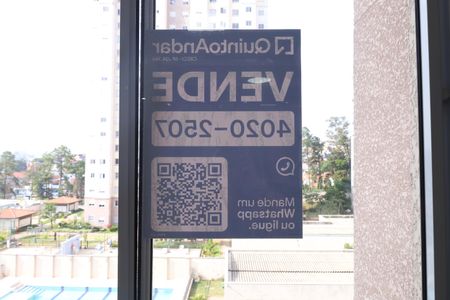 QuintoAndar
VENDE
4020-2507
Mande um
Whatsapp
ou ligue.